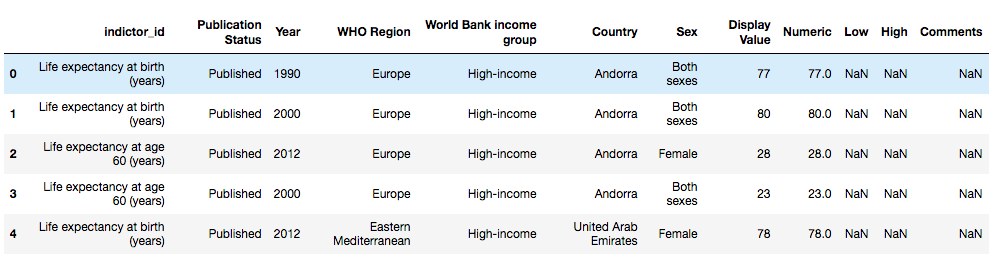 indictor_id Publication Status Year WHO Region World Bank income group Country Sex Display Value Numeric Low High Comments
0 Life expectancy at birth (years) Published 1990 Europe High-income Andorra Both sexes 77 77.0 NaN NaN NaN
1 Life expectancy at birth (years) Published 2000 Europe High-income Andorra Both sexes 80 80.0 NaN NaN NaN
2 Life expectancy at age 60 (years) Published 2012 Europe High-income Andorra Female 28 28.0 NaN NaN NaN
3 Life expectancy at age 60 (years) Published 2000 Europe High-income Andorra Both sexes 23 23.0 NaN NaN NaN
4 Life expectancy at birth (years) Published 2012 Eastern Mediterranean High-income United Arab Emirates Female 78 78.0 NaN NaN NaN